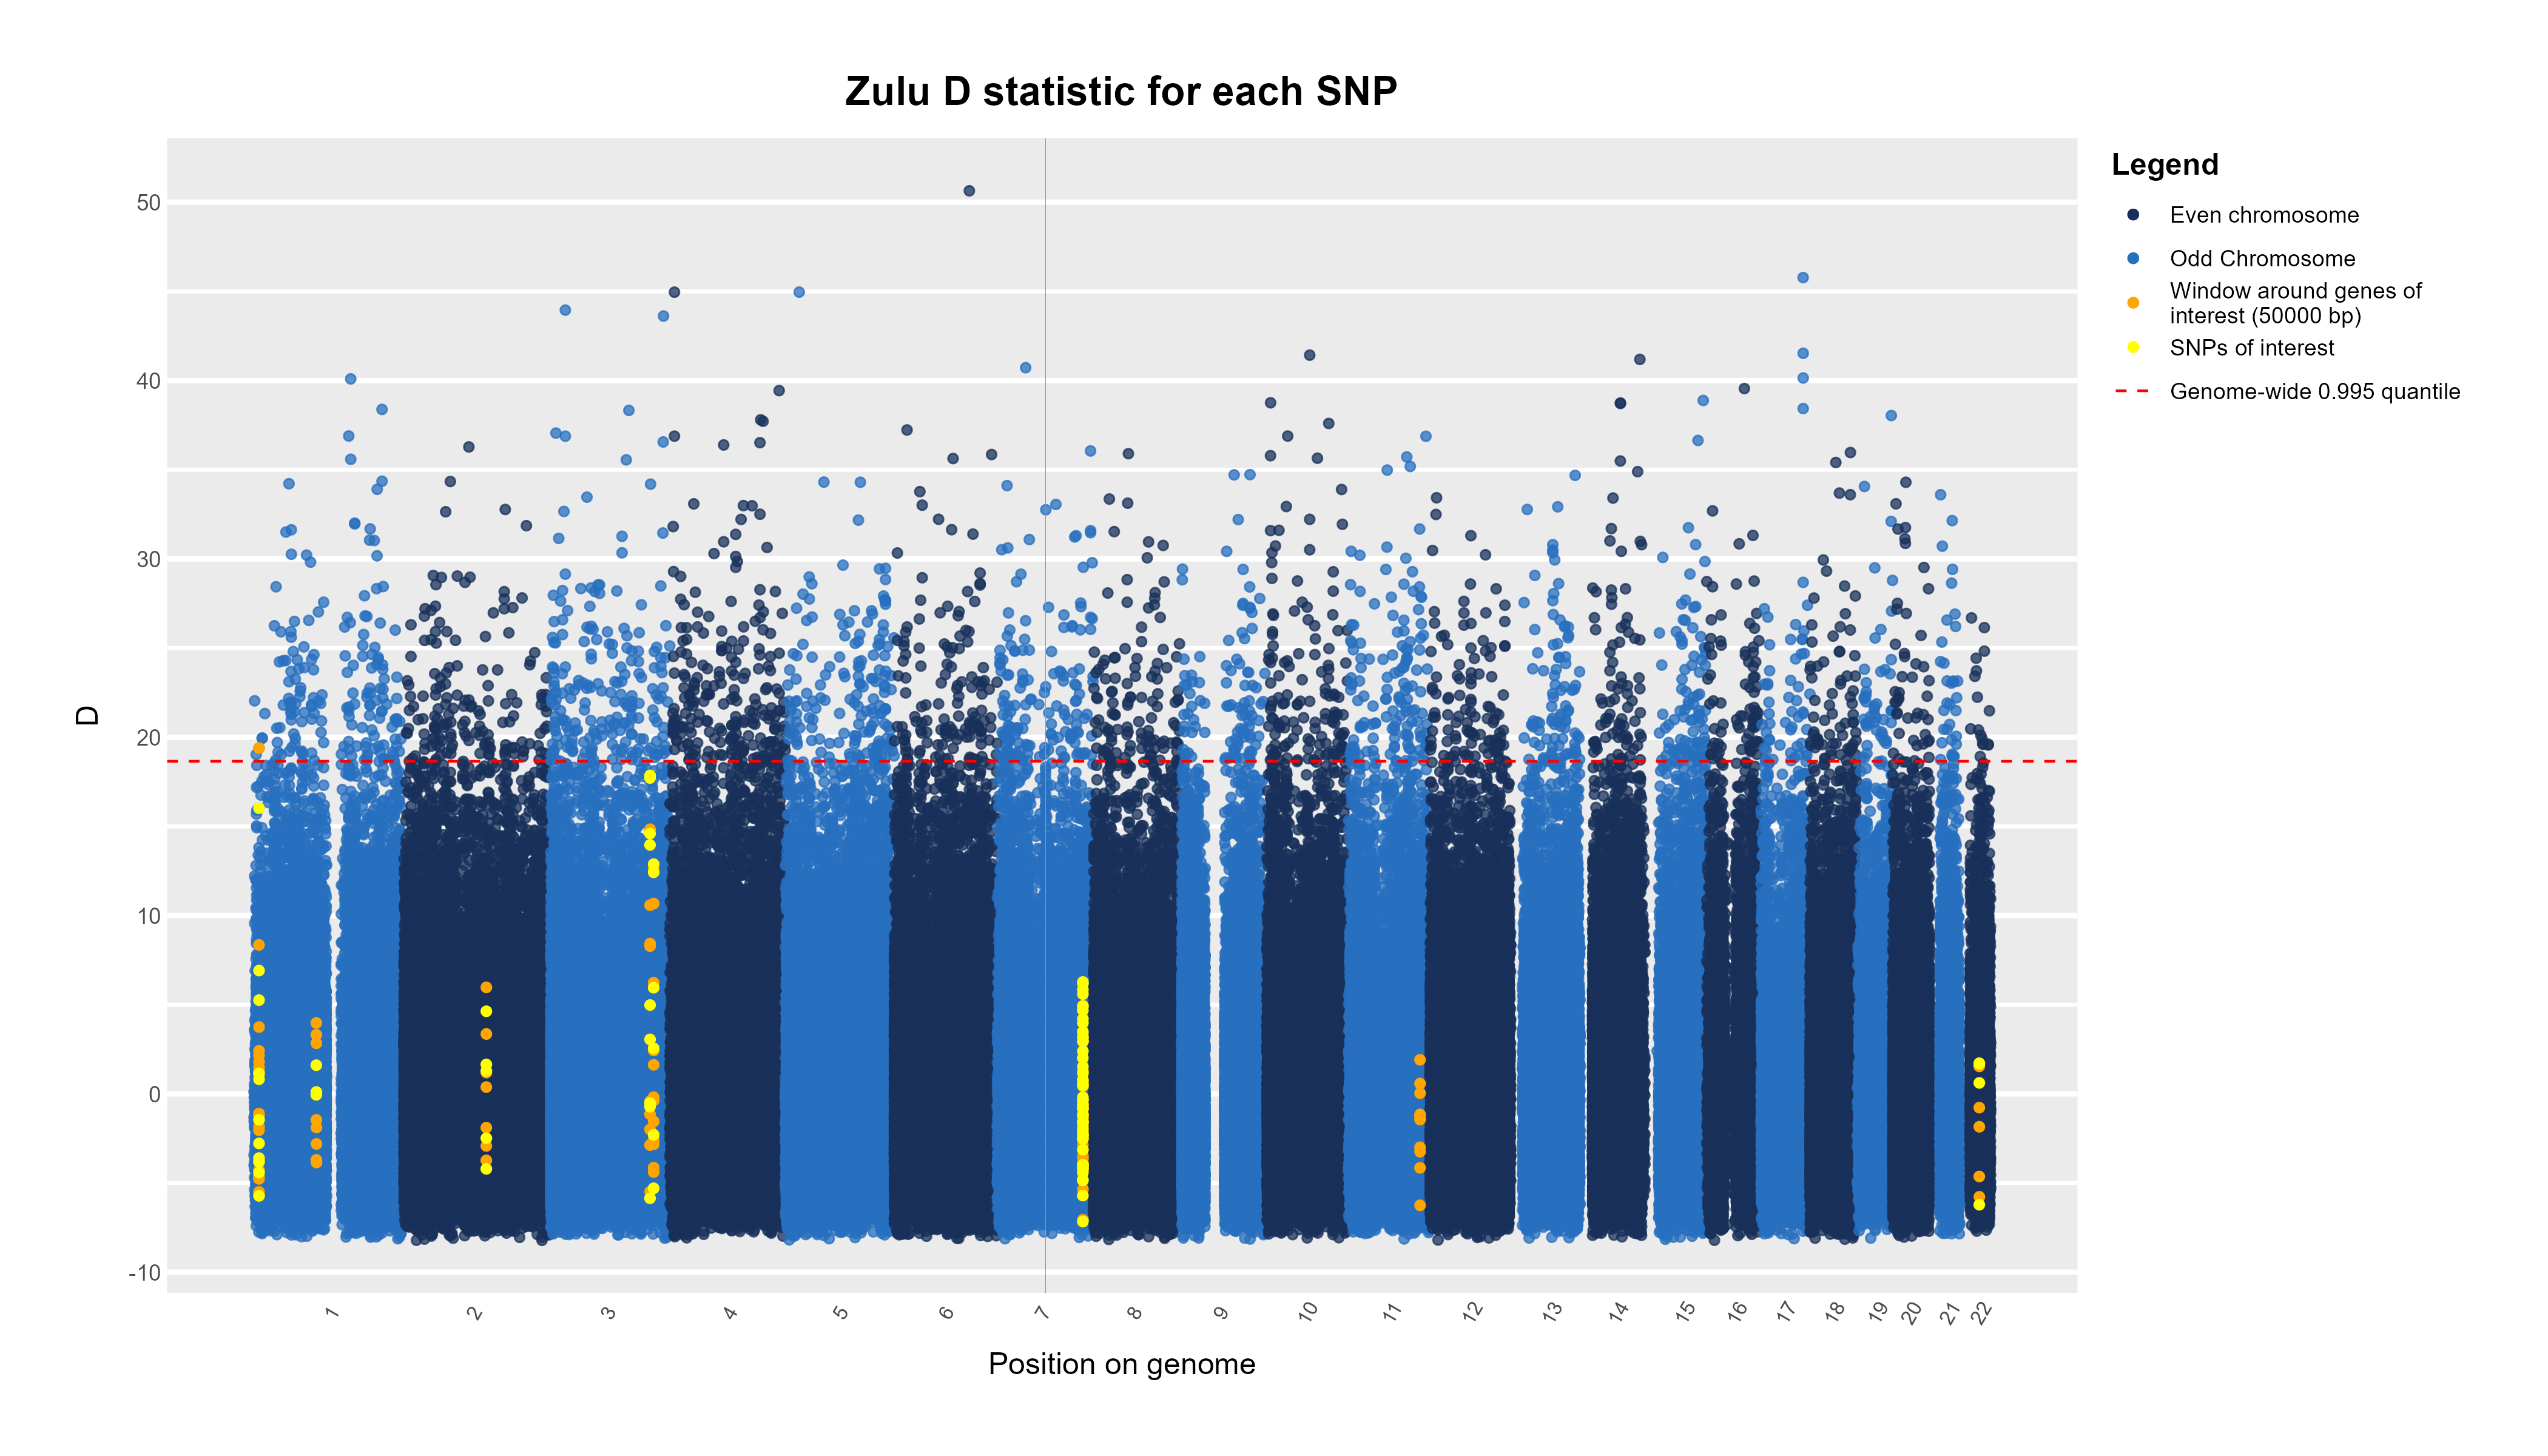 Zulu D statistic for each SNP
Legend
Even chromosome
Odd Chromosome
Window around genes of
interest (50000 bp)
SNPs of interest
Genome-wide 0.995 quantile
D
50
40
30
20
10
0
-10
1 2 3 4 5 6 7 8 9 10 11 12 13 14 15 16 17 18 19 20 21 22
Position on genome